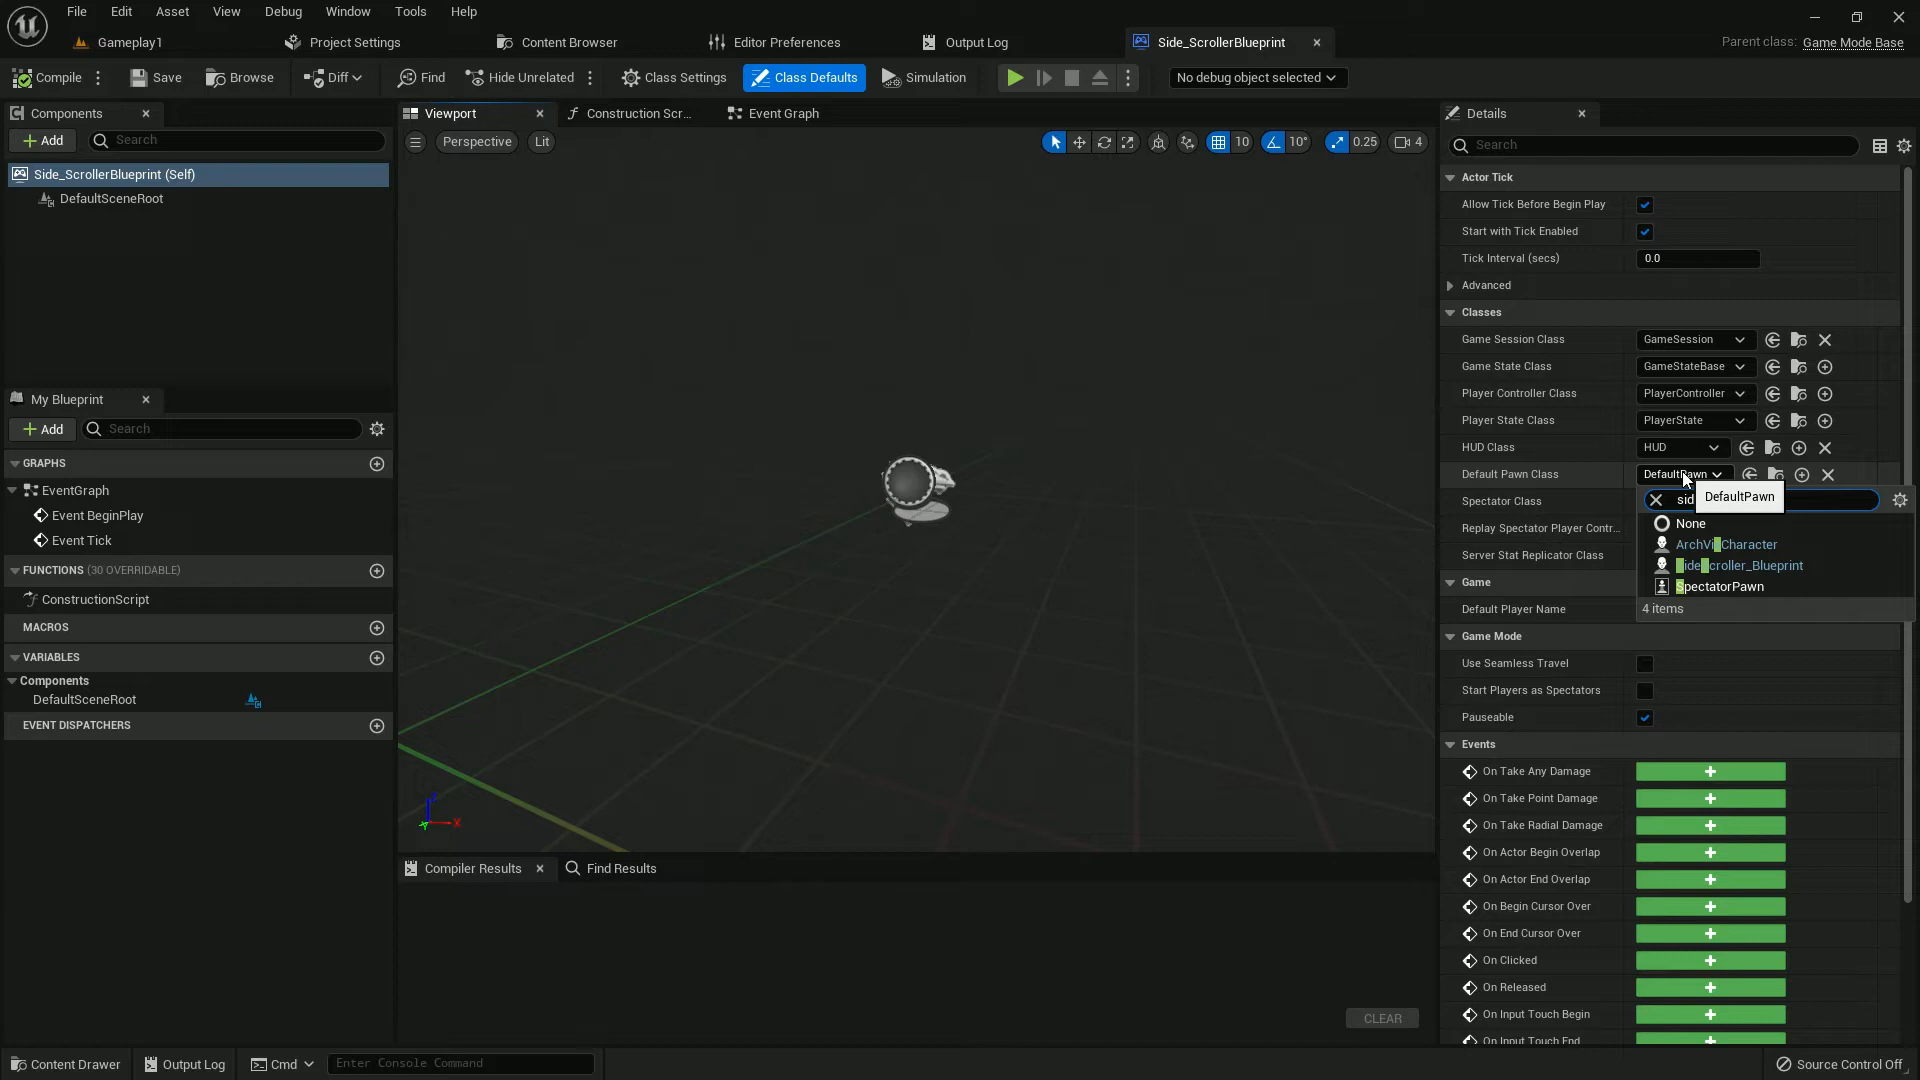 File Edit Asset View Debug Window Tools Help
Gameplay1 Project Settings Content Browser Editor Preferences Output Log Side_ScrollerBlueprint Parent class: Game Mode Base
Compile Save Browse Diff Find Hide Unrelated Class Settings Class Defaults Simulation No debug object selected
Components
Add Search
Side_ScrollerBlueprint (Self)
DefaultSceneRoot
My Blueprint
Add Search
GRAPHS
EventGraph
Event BeginPlay
Event Tick
FUNCTIONS (30 OVERRIDABLE)
ConstructionScript
MACROS
VARIABLES
Components
DefaultSceneRoot
EVENT DISPATCHERS
Viewport Construction Scr... Event Graph
Perspective Lit 10 10° 0.25 4
Z
X
Y
Compiler Results Find Results
CLEAR
Details
Search
Actor Tick
Allow Tick Before Begin Play
Start with Tick Enabled
Tick Interval (secs) 0.0
Advanced
Classes
Game Session Class GameSession
Game State Class GameStateBase
Player Controller Class PlayerController
Player State Class PlayerState
HUD Class HUD
Default Pawn Class DefaultPawn
Spectator Class sid DefaultPawn
None
Replay Spectator Player Contr... ArchVisCharacter
Server Stat Replicator Class SideScroller_Blueprint
Game SpectatorPawn
Default Player Name 4 items
Game Mode
Use Seamless Travel
Start Players as Spectators
Pauseable
Events
On Take Any Damage
On Take Point Damage
On Take Radial Damage
On Actor Begin Overlap
On Actor End Overlap
On Begin Cursor Over
On End Cursor Over
On Clicked
On Released
On Input Touch Begin
On Input Touch End
Content Drawer Output Log Cmd Enter Console Command Source Control Off